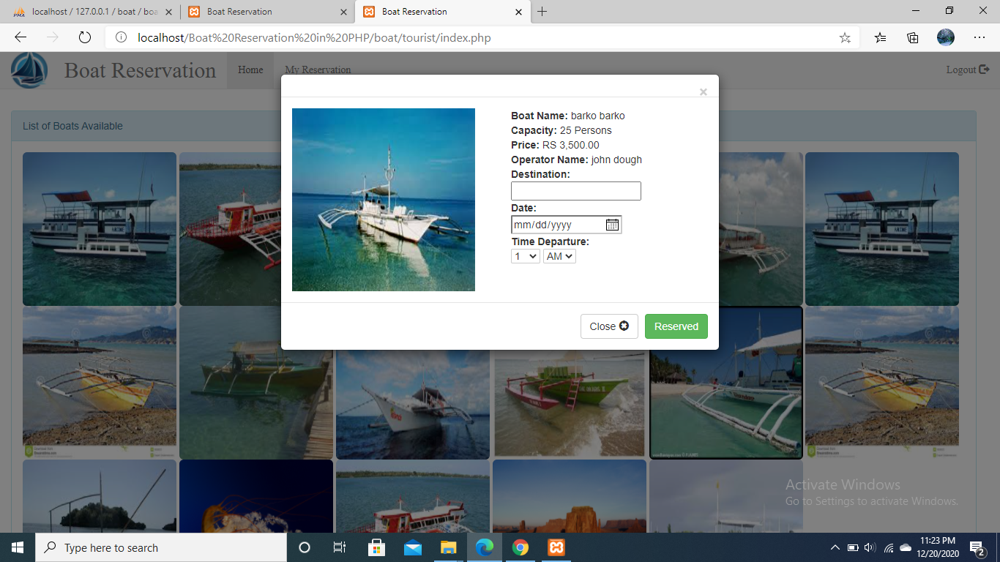 localhost / 127.0.0.1 / boat / boa
Boat Reservation
Boat Reservation
localhost/Boat%20Reservation%20in%20PHP/boat/tourist/index.php
Boat Reservation
Home
My Reservation
Logout
List of Boats Available
Boat Name: barko barko
Capacity: 25 Persons
Price: RS 3,500.00
Operator Name: john dough
Destination:
Date:
mm/dd/yyyy
Time Departure:
1 AM
Close
Reserved
Activate Windows
Go to Settings to activate Windows.
Type here to search
11:23 PM
12/20/2020
2